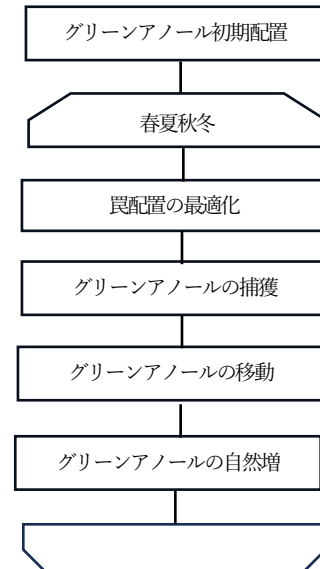 グリーンアノール初期配置
春夏秋冬
罠配置の最適化
グリーンアノールの捕獲
グリーンアノールの移動
グリーンアノールの自然増